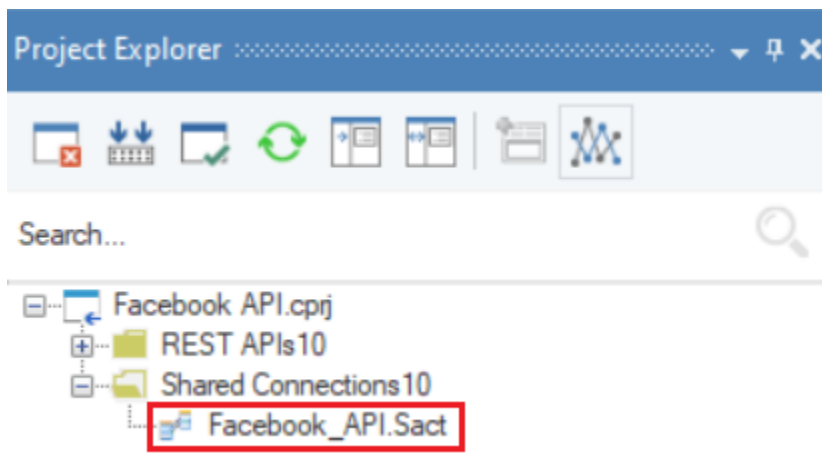 Project Explorer
Search...
Facebook API.cprj
REST APIs10
Shared Connections10
Facebook_API.Sact